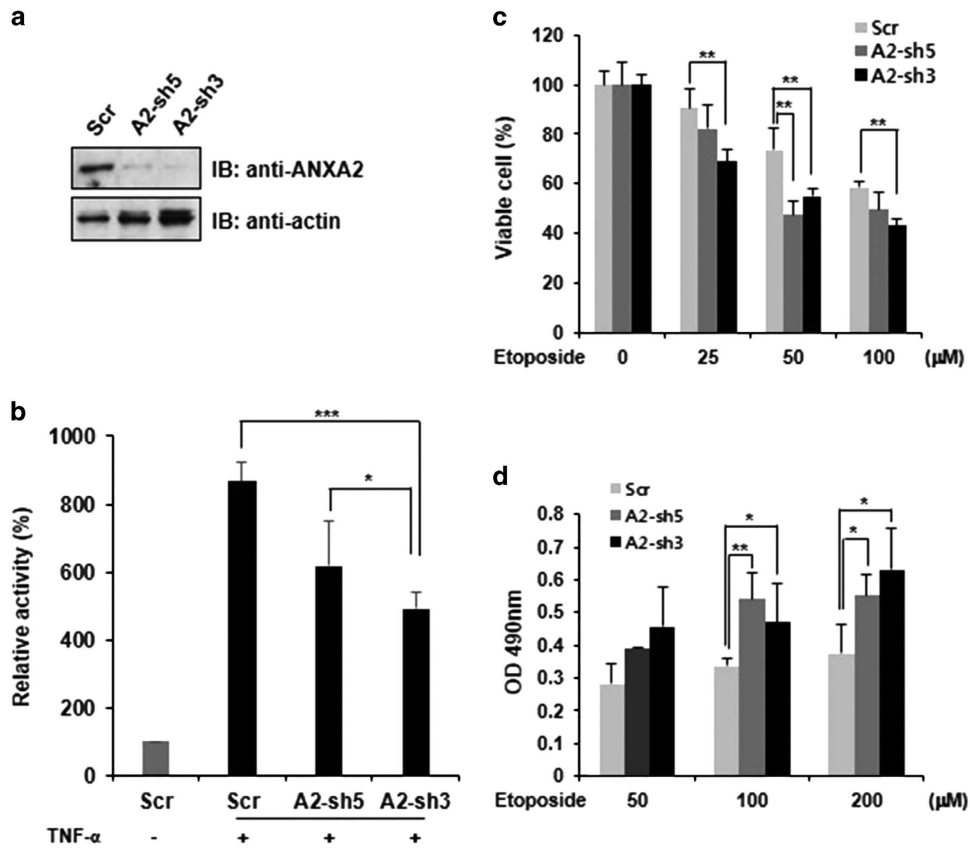 a
Scr A2-sh5 A2-sh3
IB: anti-ANXA2
IB: anti-actin
b
Relative activity (%)
1000
800
600
400
200
0
***
*
Scr Scr A2-sh5 A2-sh3
TNF-α - + + +
c
Viable cell (%)
120
100
80
60
40
20
0
Scr
A2-sh5
A2-sh3
**
**
**
**
Etoposide 0 25 50 100 (μM)
d
OD 490nm
0.8
0.7
0.6
0.5
0.4
0.3
0.2
0.1
0
Scr
A2-sh5
A2-sh3
*
**
*
*
Etoposide 50 100 200 (μM)